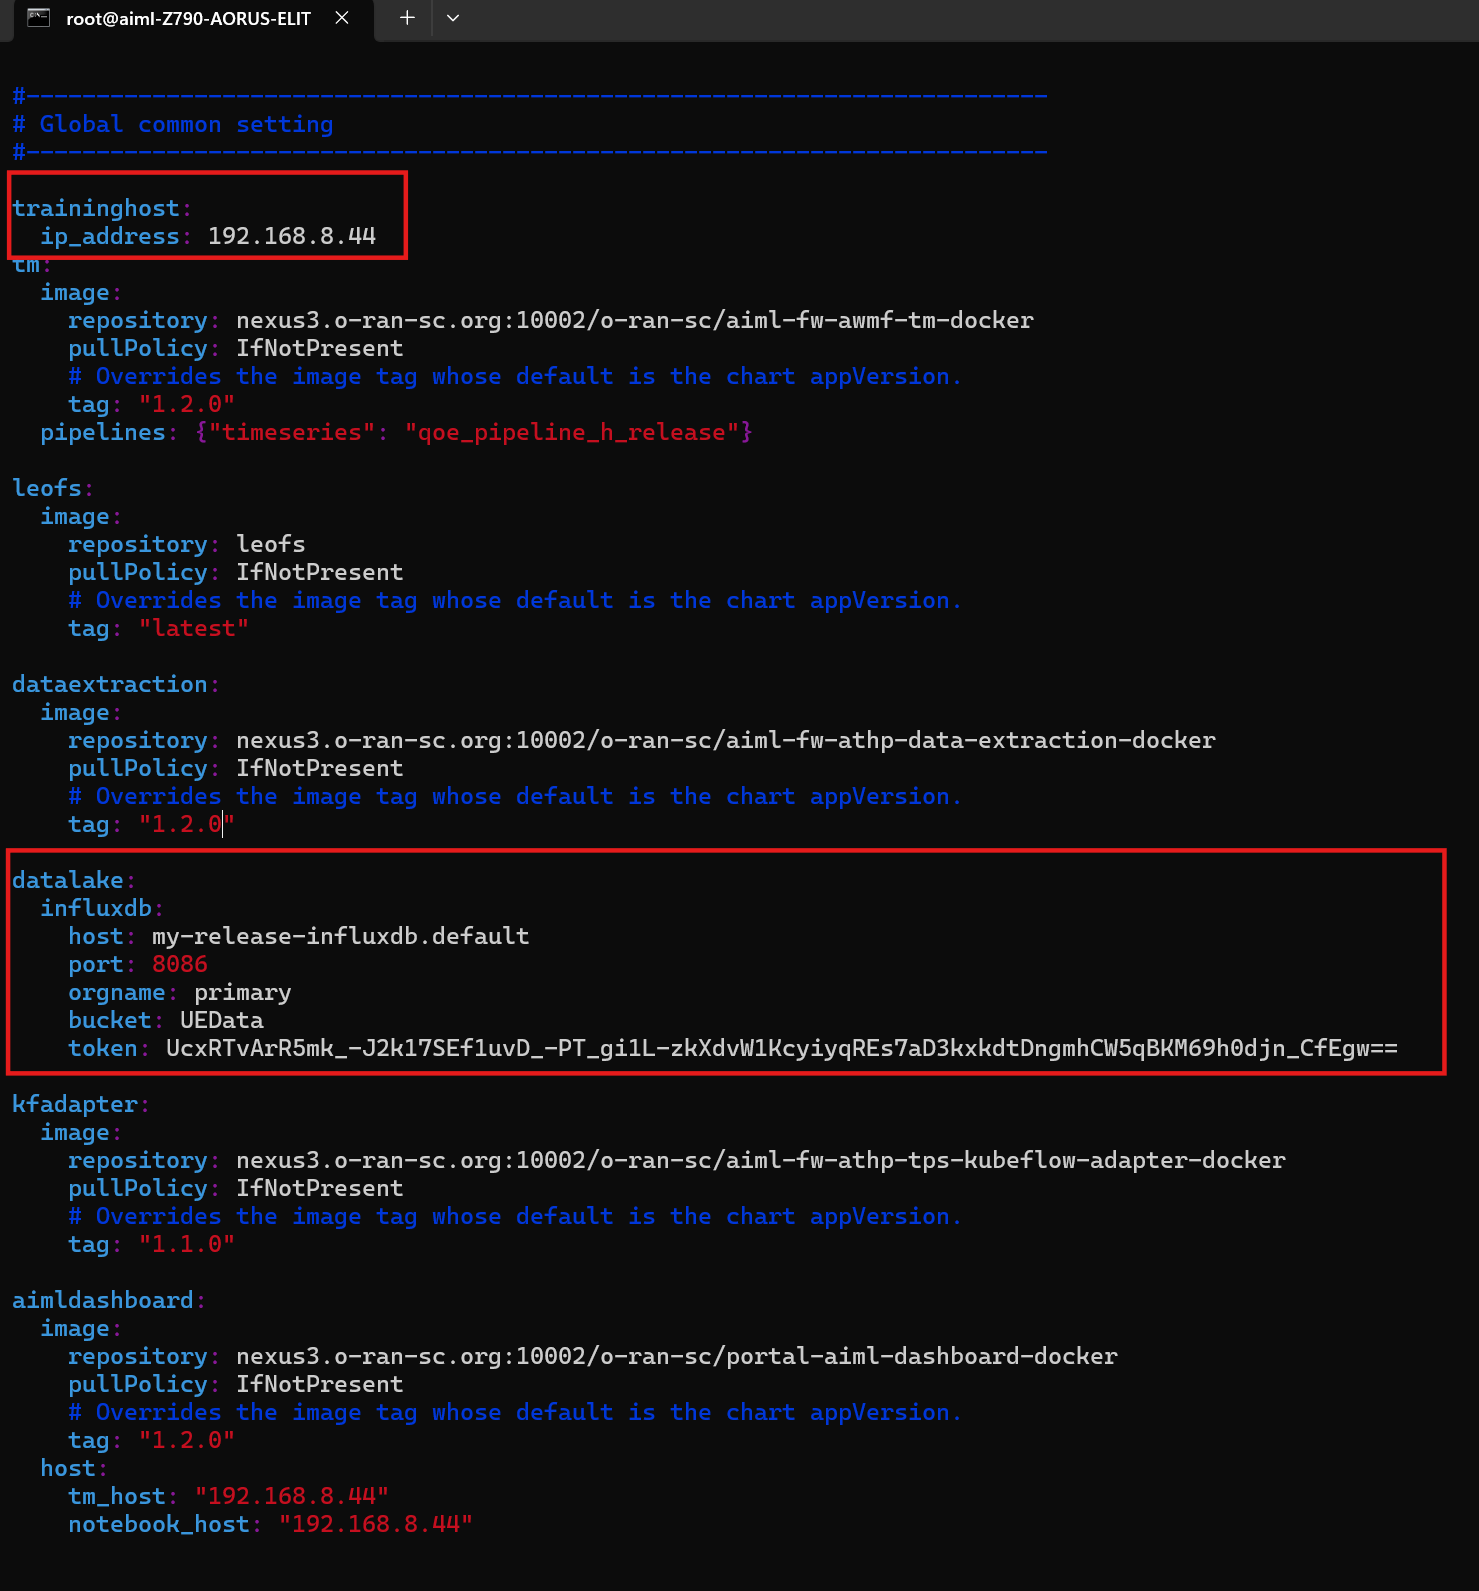 root@aiml-Z790-AORUS-ELIT
#-------------------------------------------------------------------------
# Global common setting
#-------------------------------------------------------------------------
traininghost:
  ip_address: 192.168.8.44
tm:
  image:
    repository: nexus3.o-ran-sc.org:10002/o-ran-sc/aiml-fw-awmf-tm-docker
    pullPolicy: IfNotPresent
    # Overrides the image tag whose default is the chart appVersion.
    tag: "1.2.0"
  pipelines: {"timeseries": "qoe_pipeline_h_release"}
leofs:
  image:
    repository: leofs
    pullPolicy: IfNotPresent
    # Overrides the image tag whose default is the chart appVersion.
    tag: "latest"
dataextraction:
  image:
    repository: nexus3.o-ran-sc.org:10002/o-ran-sc/aiml-fw-athp-data-extraction-docker
    pullPolicy: IfNotPresent
    # Overrides the image tag whose default is the chart appVersion.
    tag: "1.2.0"
datalake:
  influxdb:
    host: my-release-influxdb.default
    port: 8086
    orgname: primary
    bucket: UEData
    token: UcxRTvArR5mk_-J2k17SEf1uvD_-PT_gi1L-zkXdvW1KcyiyqREs7aD3kxkdtDngmhCW5qBKM69h0djn_CfEgw==
kfadapter:
  image:
    repository: nexus3.o-ran-sc.org:10002/o-ran-sc/aiml-fw-athp-tps-kubeflow-adapter-docker
    pullPolicy: IfNotPresent
    # Overrides the image tag whose default is the chart appVersion.
    tag: "1.1.0"
aimldashboard:
  image:
    repository: nexus3.o-ran-sc.org:10002/o-ran-sc/portal-aiml-dashboard-docker
    pullPolicy: IfNotPresent
    # Overrides the image tag whose default is the chart appVersion.
    tag: "1.2.0"
  host:
    tm_host: "192.168.8.44"
    notebook_host: "192.168.8.44"